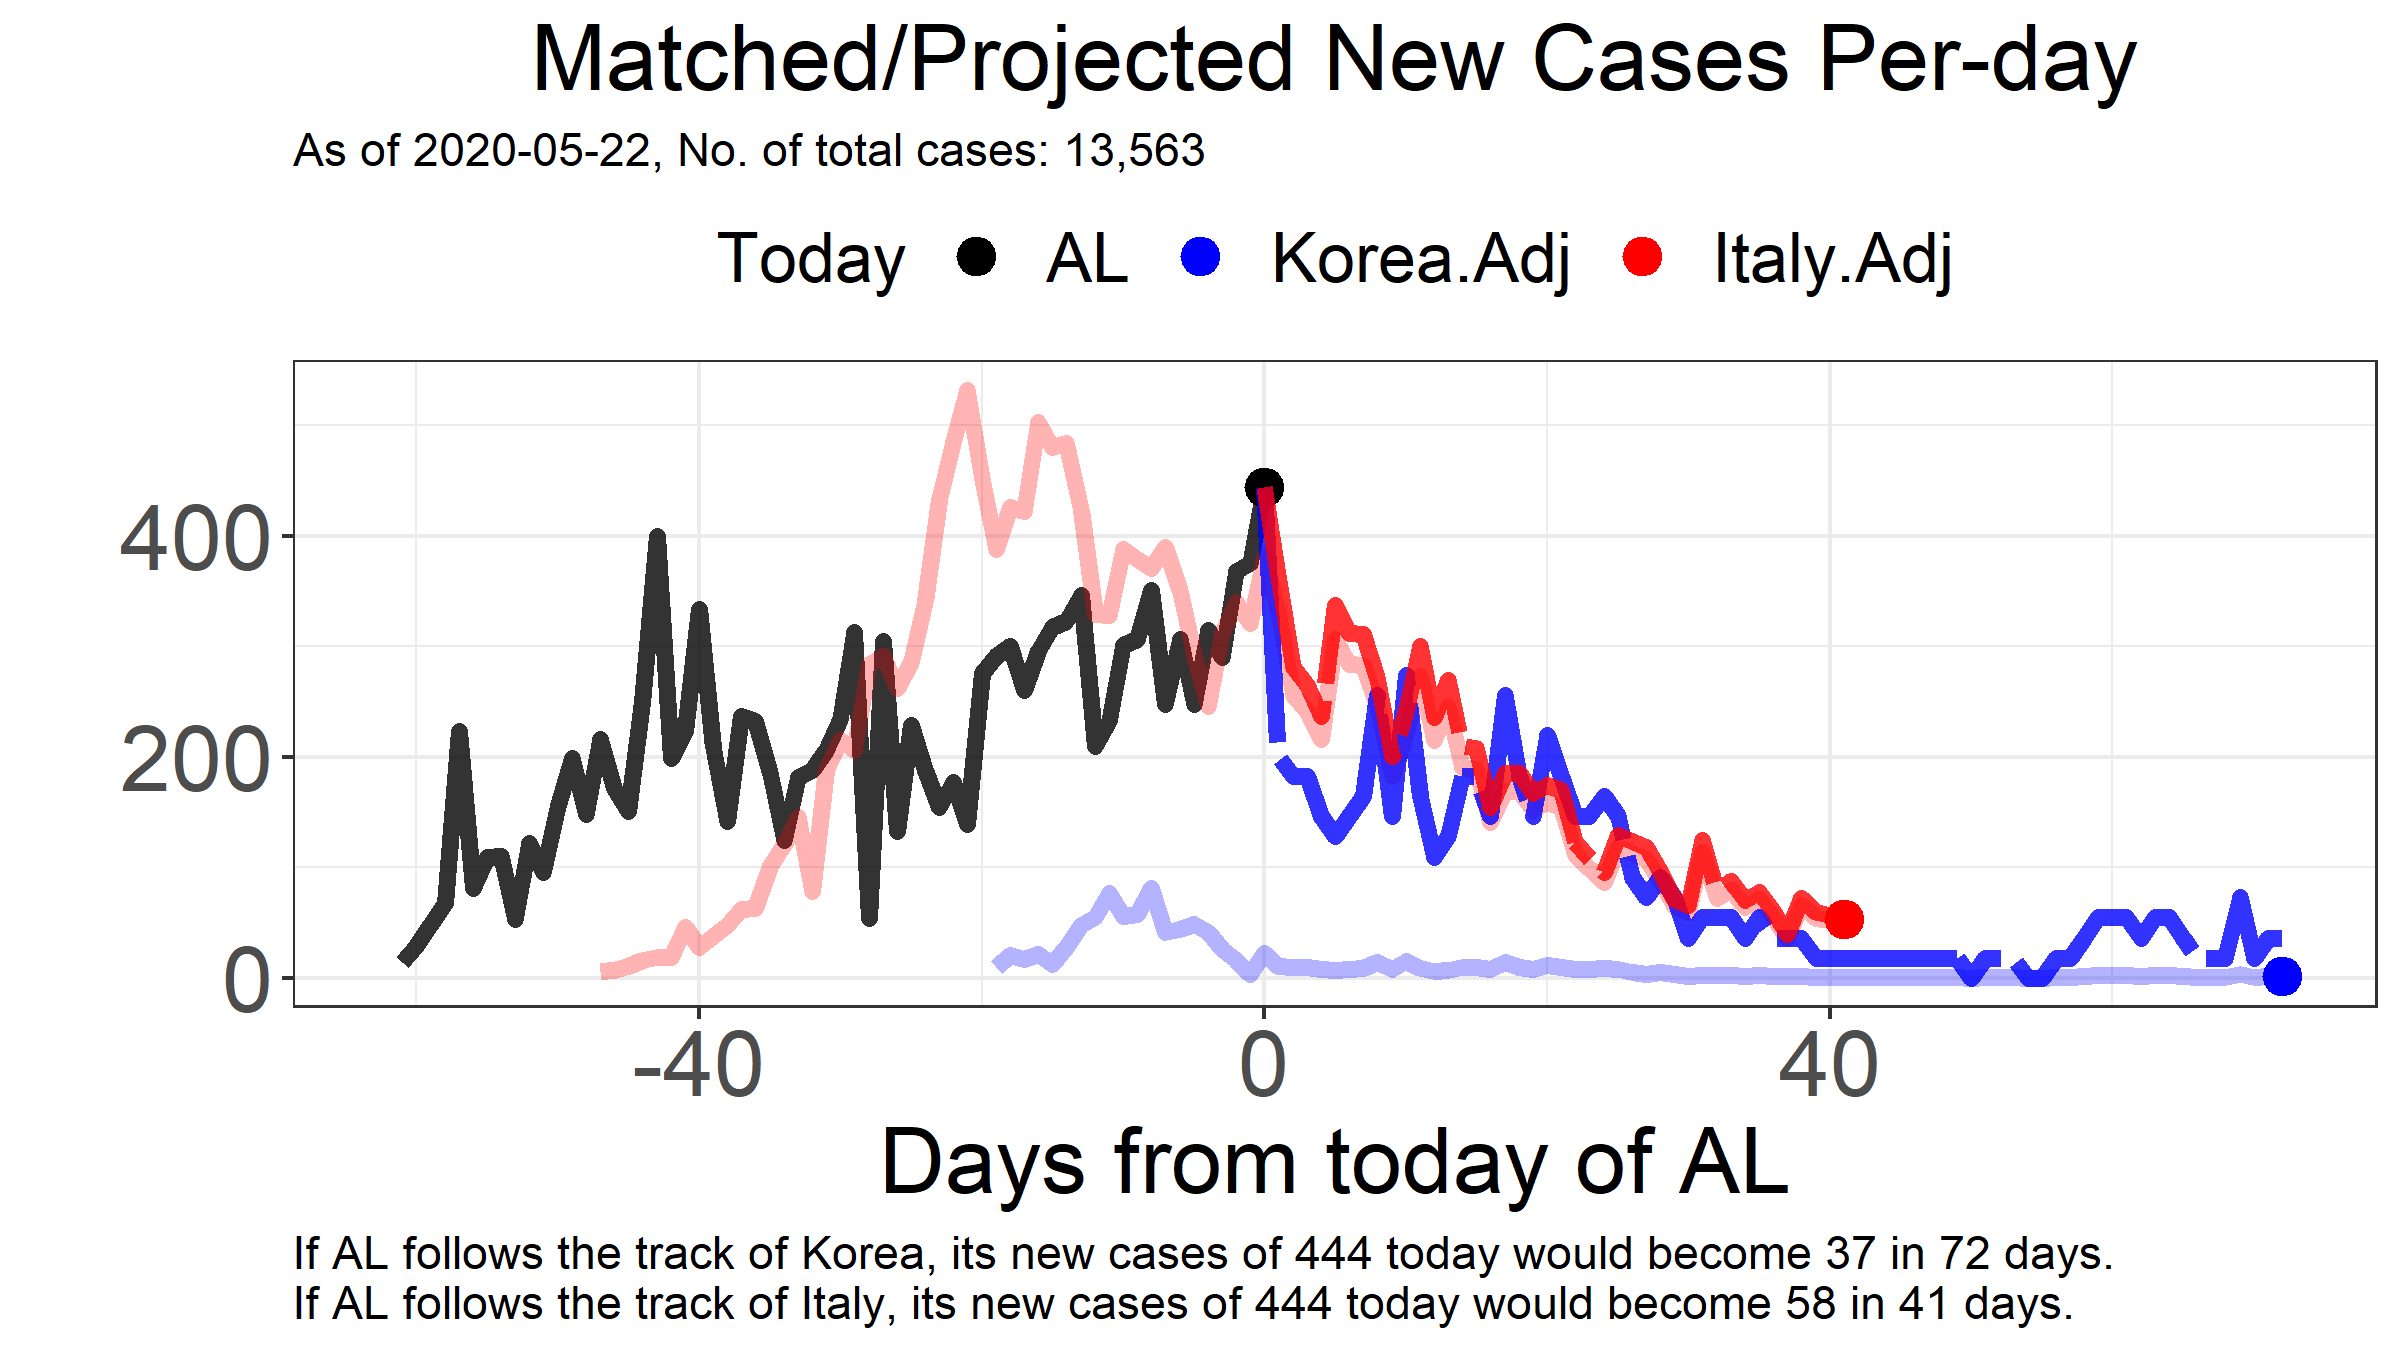 Matched/Projected New Cases Per-day
As of 2020-05-22, No. of total cases: 13,563
Today AL Korea.Adj Italy.Adj
400
200
0
-40 0 40
Days from today of AL
If AL follows the track of Korea, its new cases of 444 today would become 37 in 72 days.
If AL follows the track of Italy, its new cases of 444 today would become 58 in 41 days.